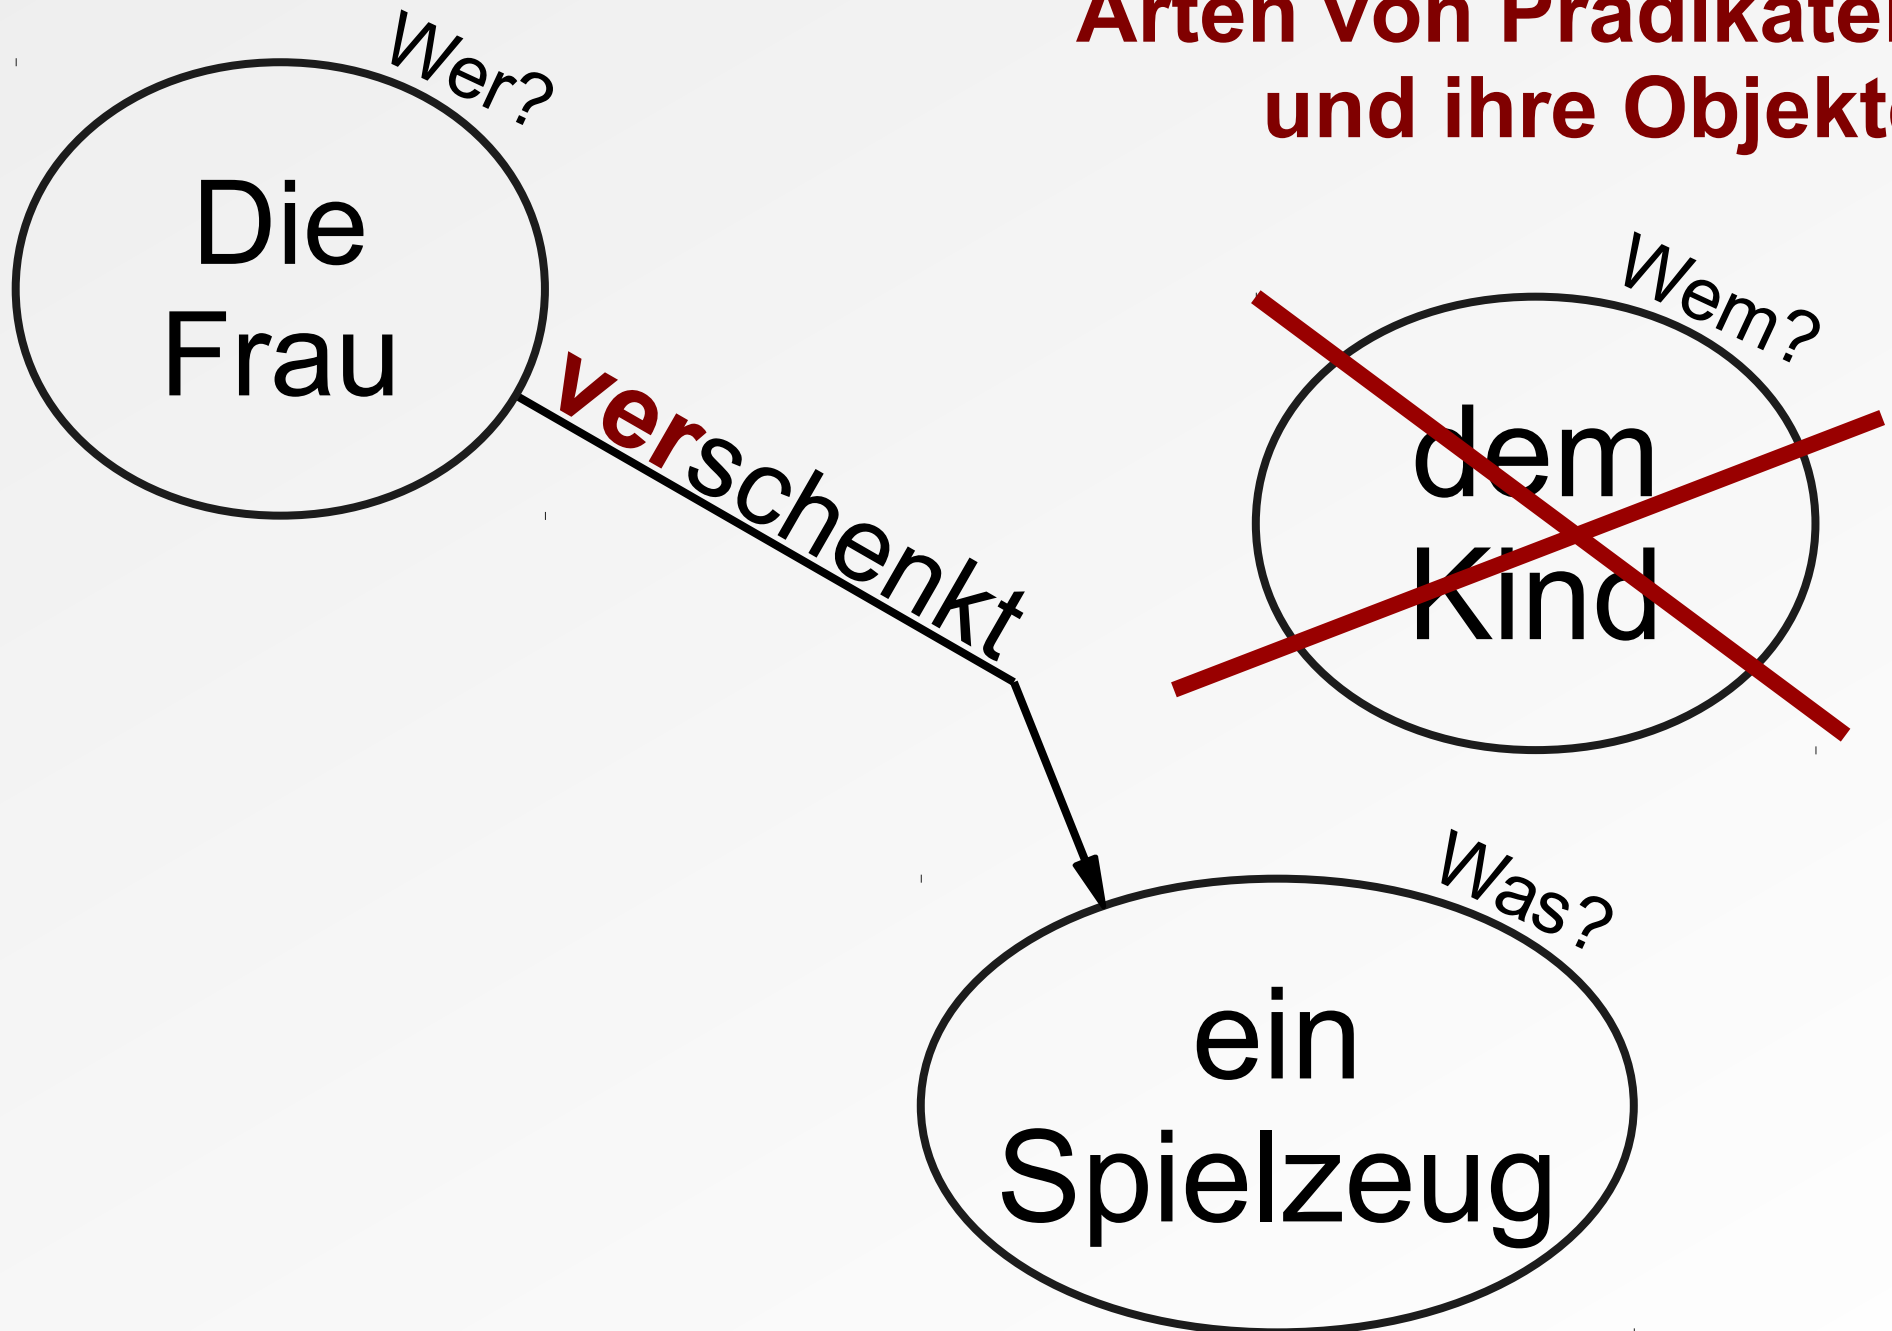 Arten von Prädikaten
und ihre Objekte
Wer?
Die
Frau
verschenkt
Wem?
dem
Kind
Was?
ein
Spielzeug